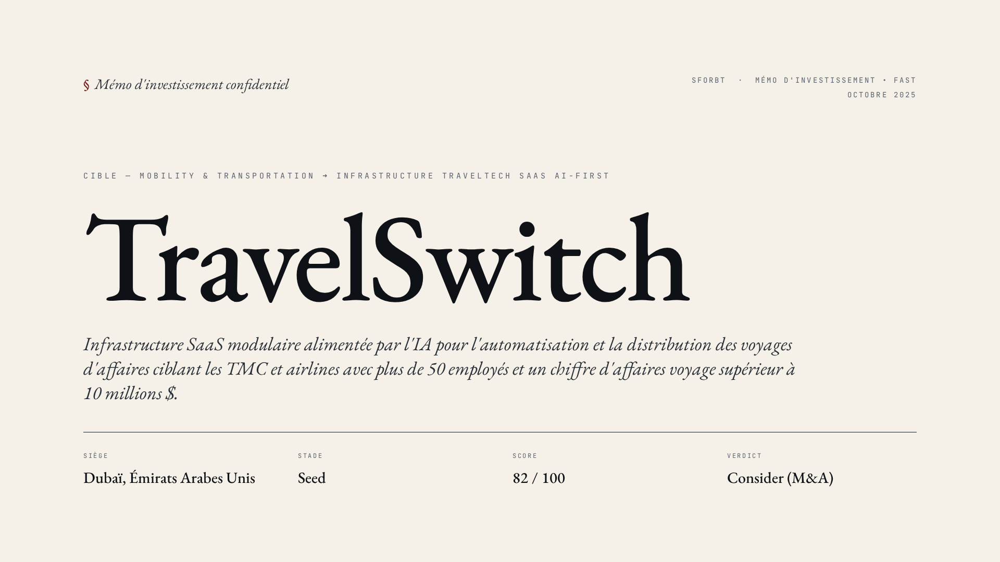 § Mémo d'investissement confidentiel
SFORBT · MÉMO D'INVESTISSEMENT • FAST
OCTOBRE 2025
CIBLE — MOBILITY & TRANSPORTATION → INFRASTRUCTURE TRAVELTECH SAAS AI-FIRST
TravelSwitch
Infrastructure SaaS modulaire alimentée par l'IA pour l'automatisation et la distribution des voyages
d'affaires ciblant les TMC et airlines avec plus de 50 employés et un chiffre d'affaires voyage supérieur à
10 millions $.
SIÈGE
Dubaï, Émirats Arabes Unis
STADE
Seed
SCORE
82 / 100
VERDICT
Consider (M&A)